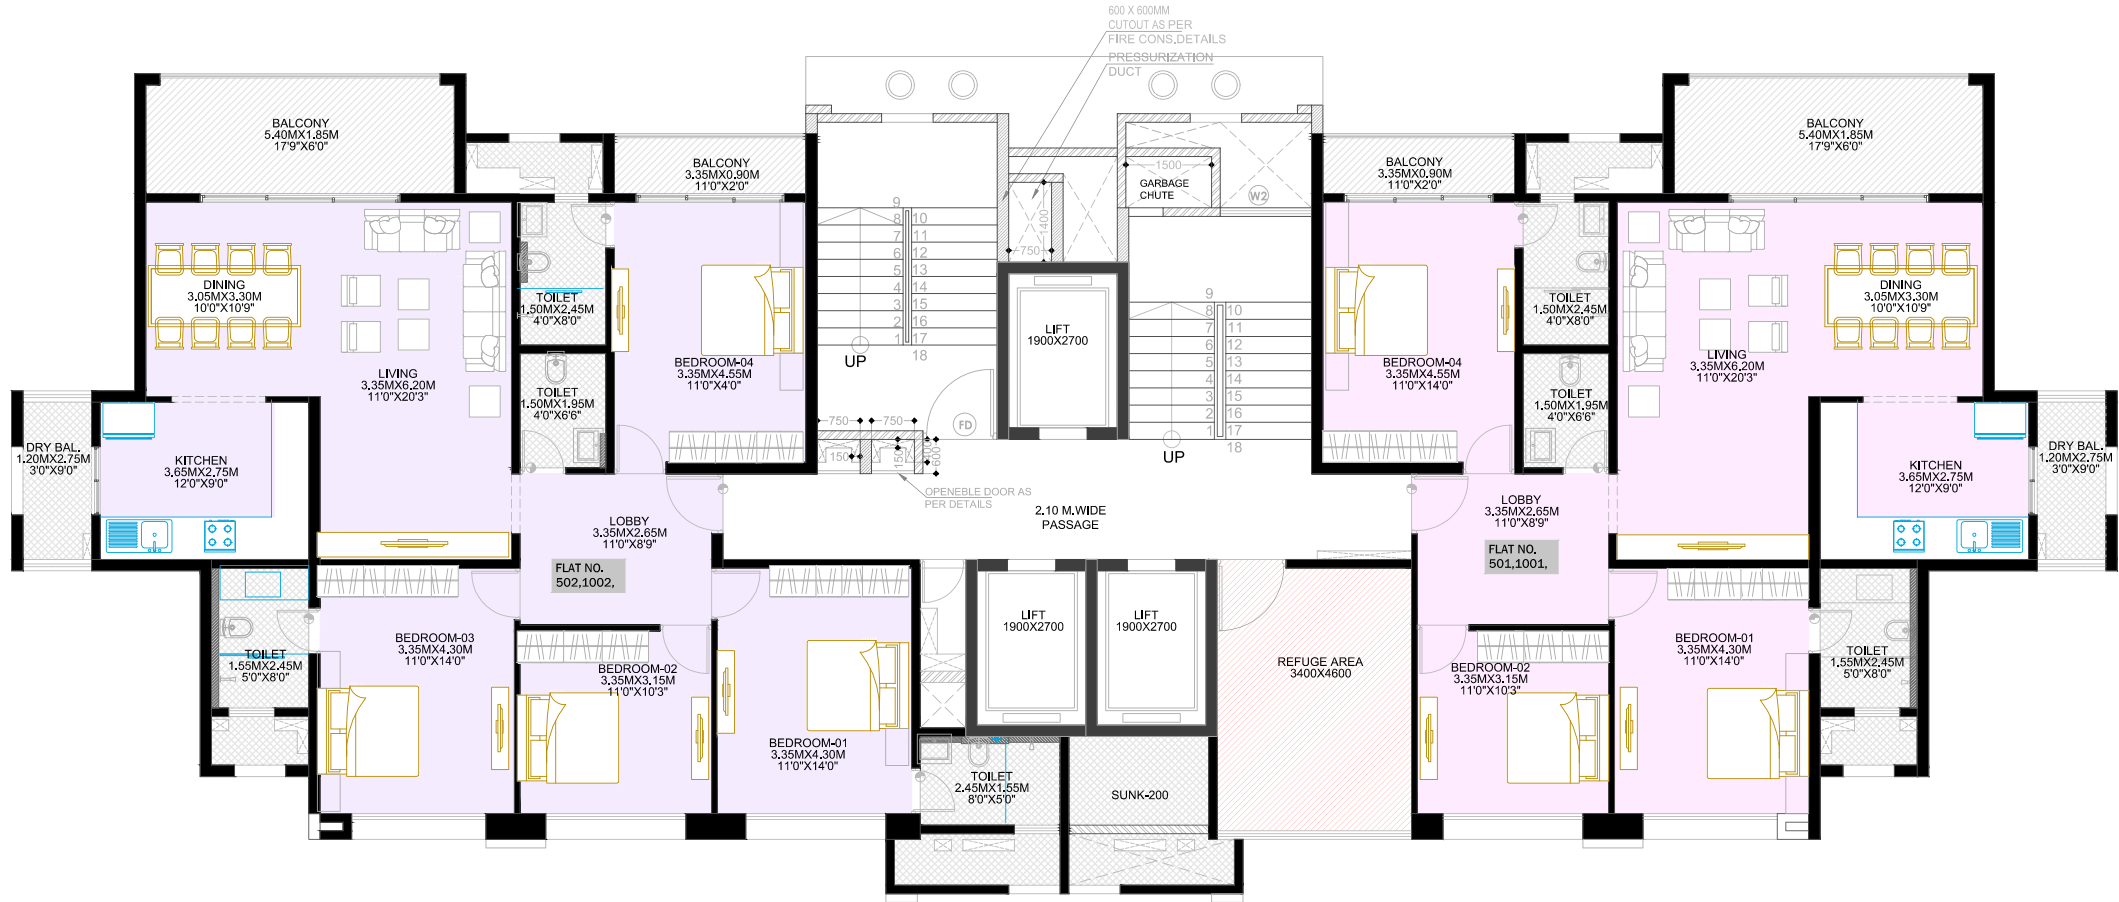 600 X 600MM
CUTOUT AS PER
FIRE CONS.DETAILS
PRESSURIZATION
DUCT
BALCONY
5.40MX1.85M
17'9"X6'0"
BALCONY
3.35MX0.90M
11'0"X2'0"
1500
GARBAGE
CHUTE
W2
1400
750
BALCONY
3.35MX0.90M
11'0"X2'0"
BALCONY
5.40MX1.85M
17'9"X6'0"
DINING
3.05MX3.30M
10'0"X10'9"
LIVING
3.35MX6.20M
11'0"X20'3"
TOILET
1.50MX2.45M
4'0"X8'0"
TOILET
1.50MX1.95M
4'0"X6'6"
BEDROOM-04
3.35MX4.55M
11'0"X4'0"
9
8 10
7 11
6 12
5 13
4 14
3 15
2 16
1 17
18
UP
LIFT
1900X2700
9
8 10
7 11
6 12
5 13
4 14
3 15
2 16
1 17
18
UP
FD
750
750
150
150
600
OPENEBLE DOOR AS
PER DETAILS
2.10 M.WIDE
PASSAGE
BEDROOM-04
3.35MX4.55M
11'0"X14'0"
TOILET
1.50MX2.45M
4'0"X8'0"
TOILET
1.50MX1.95M
4'0"X6'6"
LIVING
3.35MX6.20M
11'0"X20'3"
DINING
3.05MX3.30M
10'0"X10'9"
DRY BAL.
1.20MX2.75M
3'0"X9'0"
KITCHEN
3.65MX2.75M
12'0"X9'0"
LOBBY
3.35MX2.65M
11'0"X8'9"
FLAT NO.
502,1002,
LOBBY
3.35MX2.65M
11'0"X8'9"
FLAT NO.
501,1001,
KITCHEN
3.65MX2.75M
12'0"X9'0"
DRY BAL.
1.20MX2.75M
3'0"X9'0"
TOILET
1.55MX2.45M
5'0"X8'0"
BEDROOM-03
3.35MX4.30M
11'0"X14'0"
BEDROOM-02
3.35MX3.15M
11'0"X10'3"
BEDROOM-01
3.35MX4.30M
11'0"X14'0"
LIFT
1900X2700
LIFT
1900X2700
REFUGE AREA
3400X4600
BEDROOM-02
3.35MX3.15M
11'0"X10'3"
BEDROOM-01
3.35MX4.30M
11'0"X14'0"
TOILET
1.55MX2.45M
5'0"X8'0"
TOILET
2.45MX1.55M
8'0"X5'0"
SUNK-200